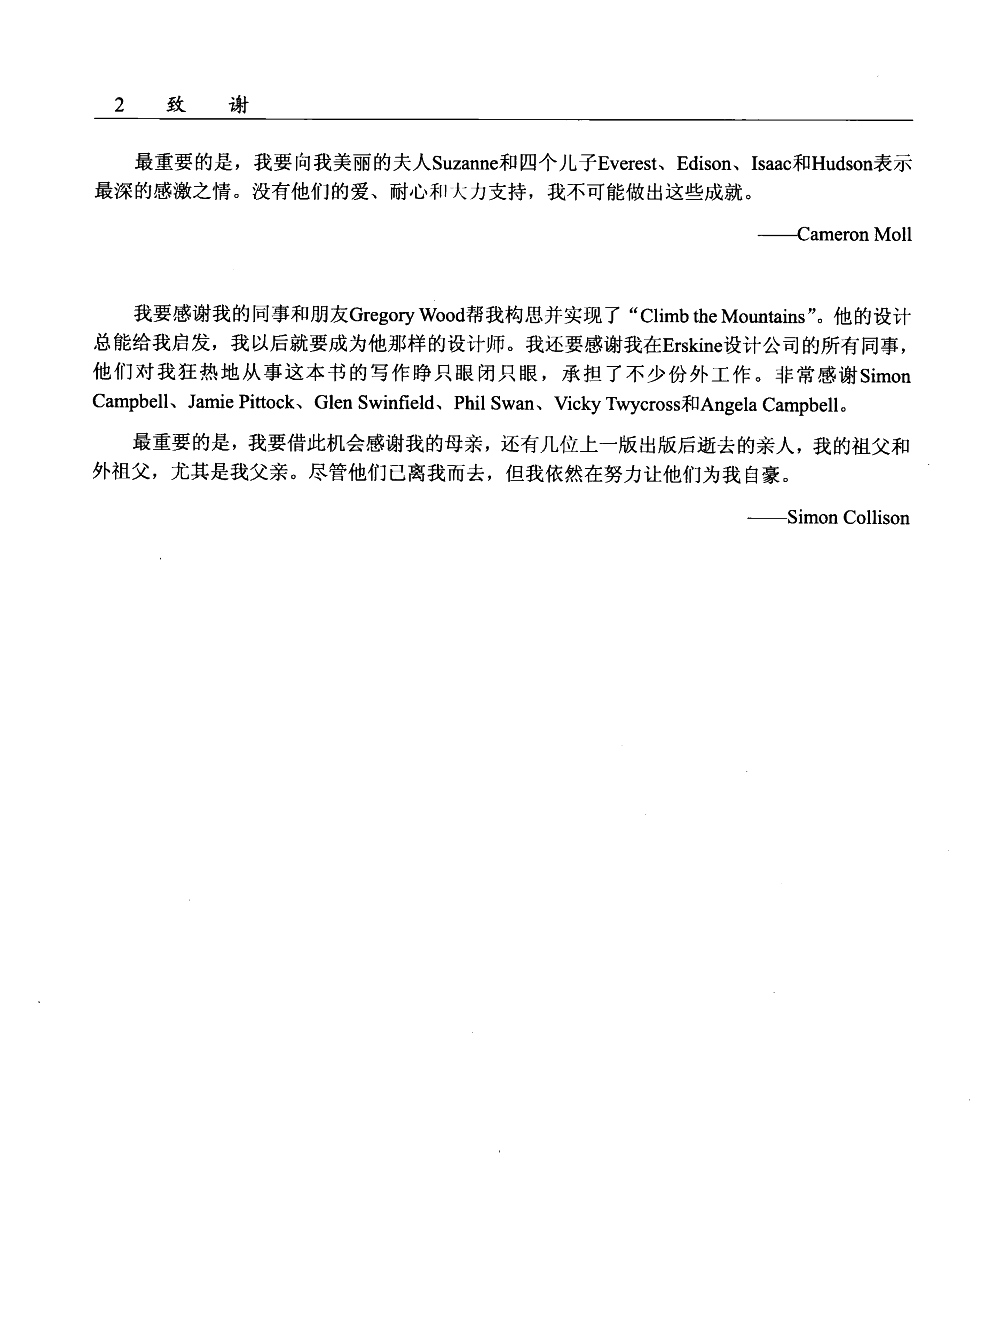 2 致 谢
最重要的是，我要向我美丽的夫人Suzanne和四个儿子Everest、Edison、Isaac和Hudson表示
最深的感激之情。没有他们的爱、耐心和大力支持，我不可能做出这些成就。
——Cameron Moll
我要感谢我的同事和朋友Gregory Wood帮我构思并实现了“Climb the Mountains”。他的设计
总能给我启发，我以后就要成为他那样的设计师。我还要感谢我在Erskine设计公司的所有同事，
他们对我狂热地从事这本书的写作睁只眼闭只眼，承担了不少份外工作。非常感谢Simon
Campbell、Jamie Pittock、Glen Swinfield、Phil Swan、Vicky Twycross和Angela Campbell。
最重要的是，我要借此机会感谢我的母亲，还有几位上一版出版后逝去的亲人，我的祖父和
外祖父，尤其是我父亲。尽管他们已离我而去，但我依然在努力让他们为我自豪。
——Simon Collison